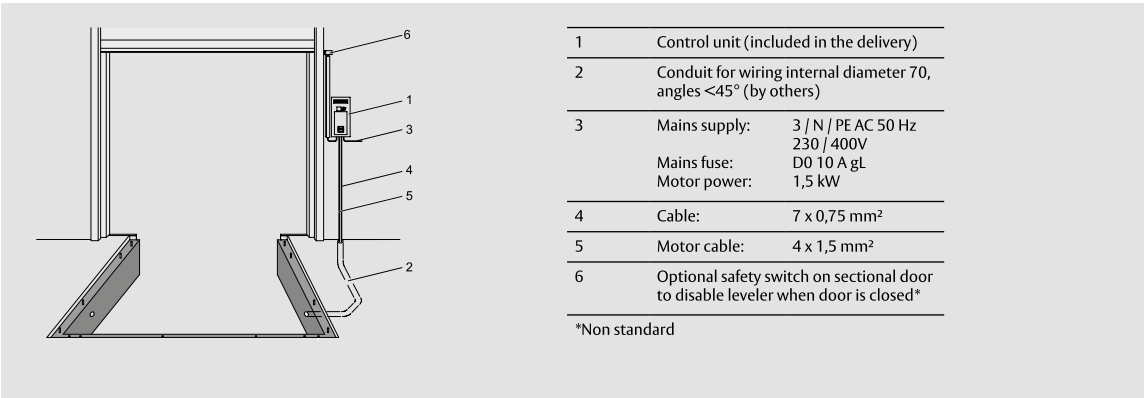 6
1
3
4
5
2
1 Control unit (included in the delivery)
2 Conduit for wiring internal diameter 70,
angles <45° (by others)
3 Mains supply: 3 / N / PE AC 50 Hz
230 / 400V
Mains fuse: D0 10 A gL
Motor power: 1,5 kW
4 Cable: 7 x 0,75 mm²
5 Motor cable: 4 x 1,5 mm²
6 Optional safety switch on sectional door
to disable leveler when door is closed*
*Non standard